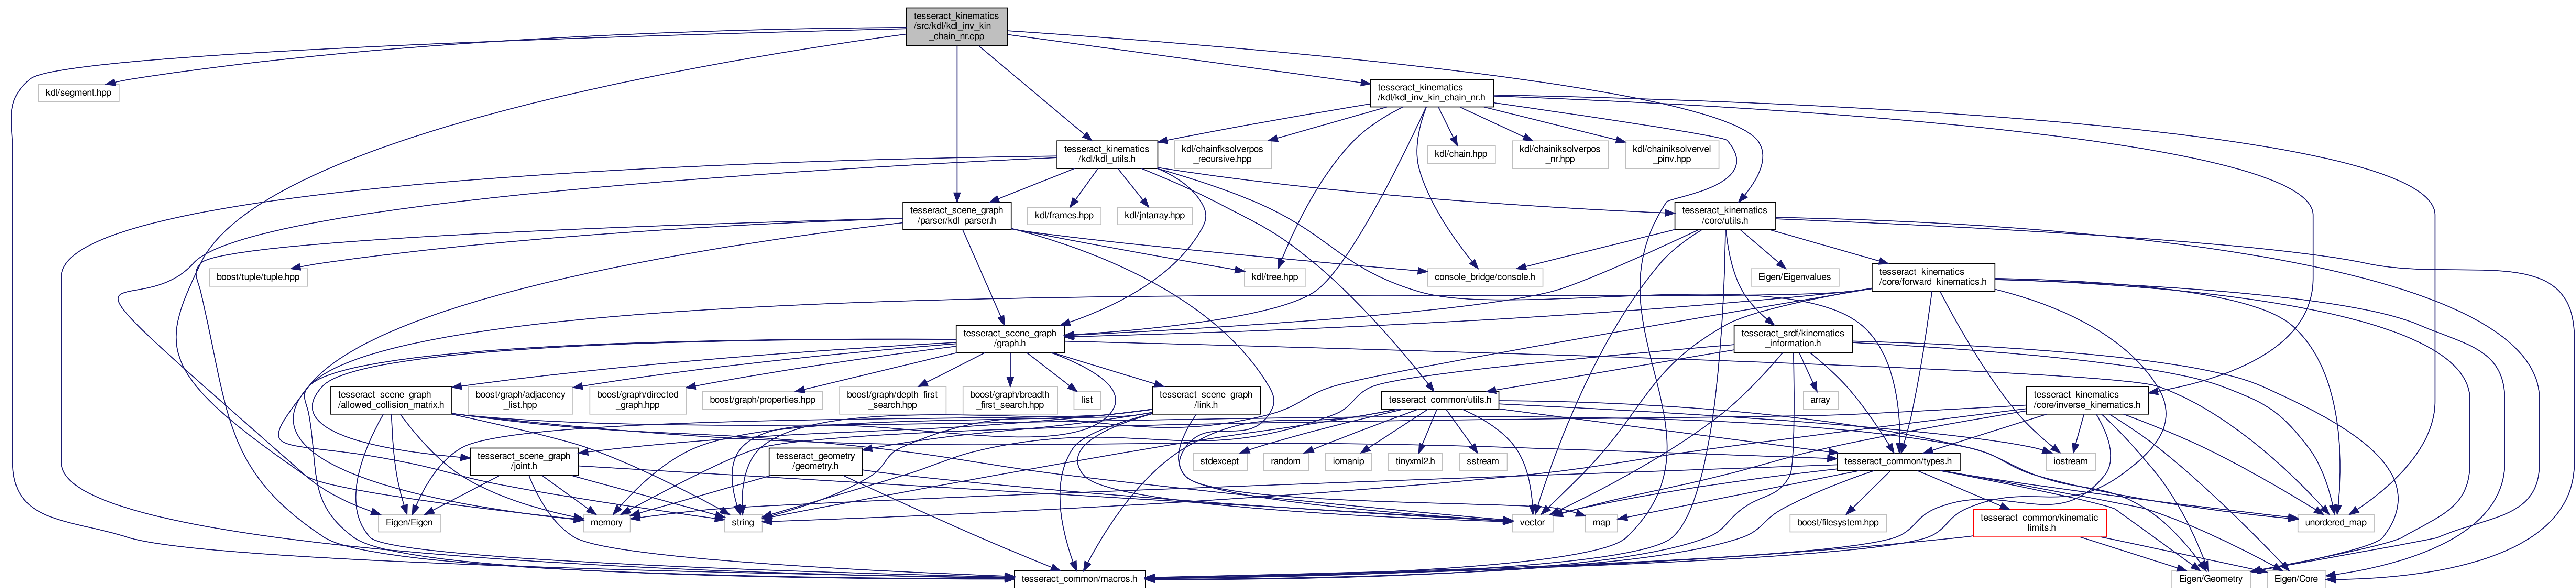 tesseract_kinematics
/src/kdl/kdl_inv_kin
_chain_nr.cpp
kdl/segment.hpp
tesseract_kinematics
/kdl/kdl_inv_kin_chain_nr.h
tesseract_kinematics
/kdl/kdl_utils.h
kdl/chainfksolverpos
_recursive.hpp
kdl/chain.hpp
kdl/chainiksolverpos
_nr.hpp
kdl/chainiksolvervel
_pinv.hpp
tesseract_scene_graph
/parser/kdl_parser.h
kdl/frames.hpp
kdl/jntarray.hpp
tesseract_kinematics
/core/utils.h
boost/tuple/tuple.hpp
kdl/tree.hpp
console_bridge/console.h
Eigen/Eigenvalues
tesseract_kinematics
/core/forward_kinematics.h
tesseract_scene_graph
/graph.h
tesseract_srdf/kinematics
_information.h
tesseract_scene_graph
/allowed_collision_matrix.h
boost/graph/adjacency
_list.hpp
boost/graph/directed
_graph.hpp
boost/graph/properties.hpp
boost/graph/depth_first
_search.hpp
boost/graph/breadth
_first_search.hpp
list
tesseract_scene_graph
/link.h
tesseract_common/utils.h
array
tesseract_kinematics
/core/inverse_kinematics.h
tesseract_scene_graph
/joint.h
tesseract_geometry
/geometry.h
stdexcept
random
iomanip
tinyxml2.h
sstream
tesseract_common/types.h
iostream
Eigen/Eigen
memory
string
vector
map
boost/filesystem.hpp
tesseract_common/kinematic
_limits.h
unordered_map
tesseract_common/macros.h
Eigen/Geometry
Eigen/Core